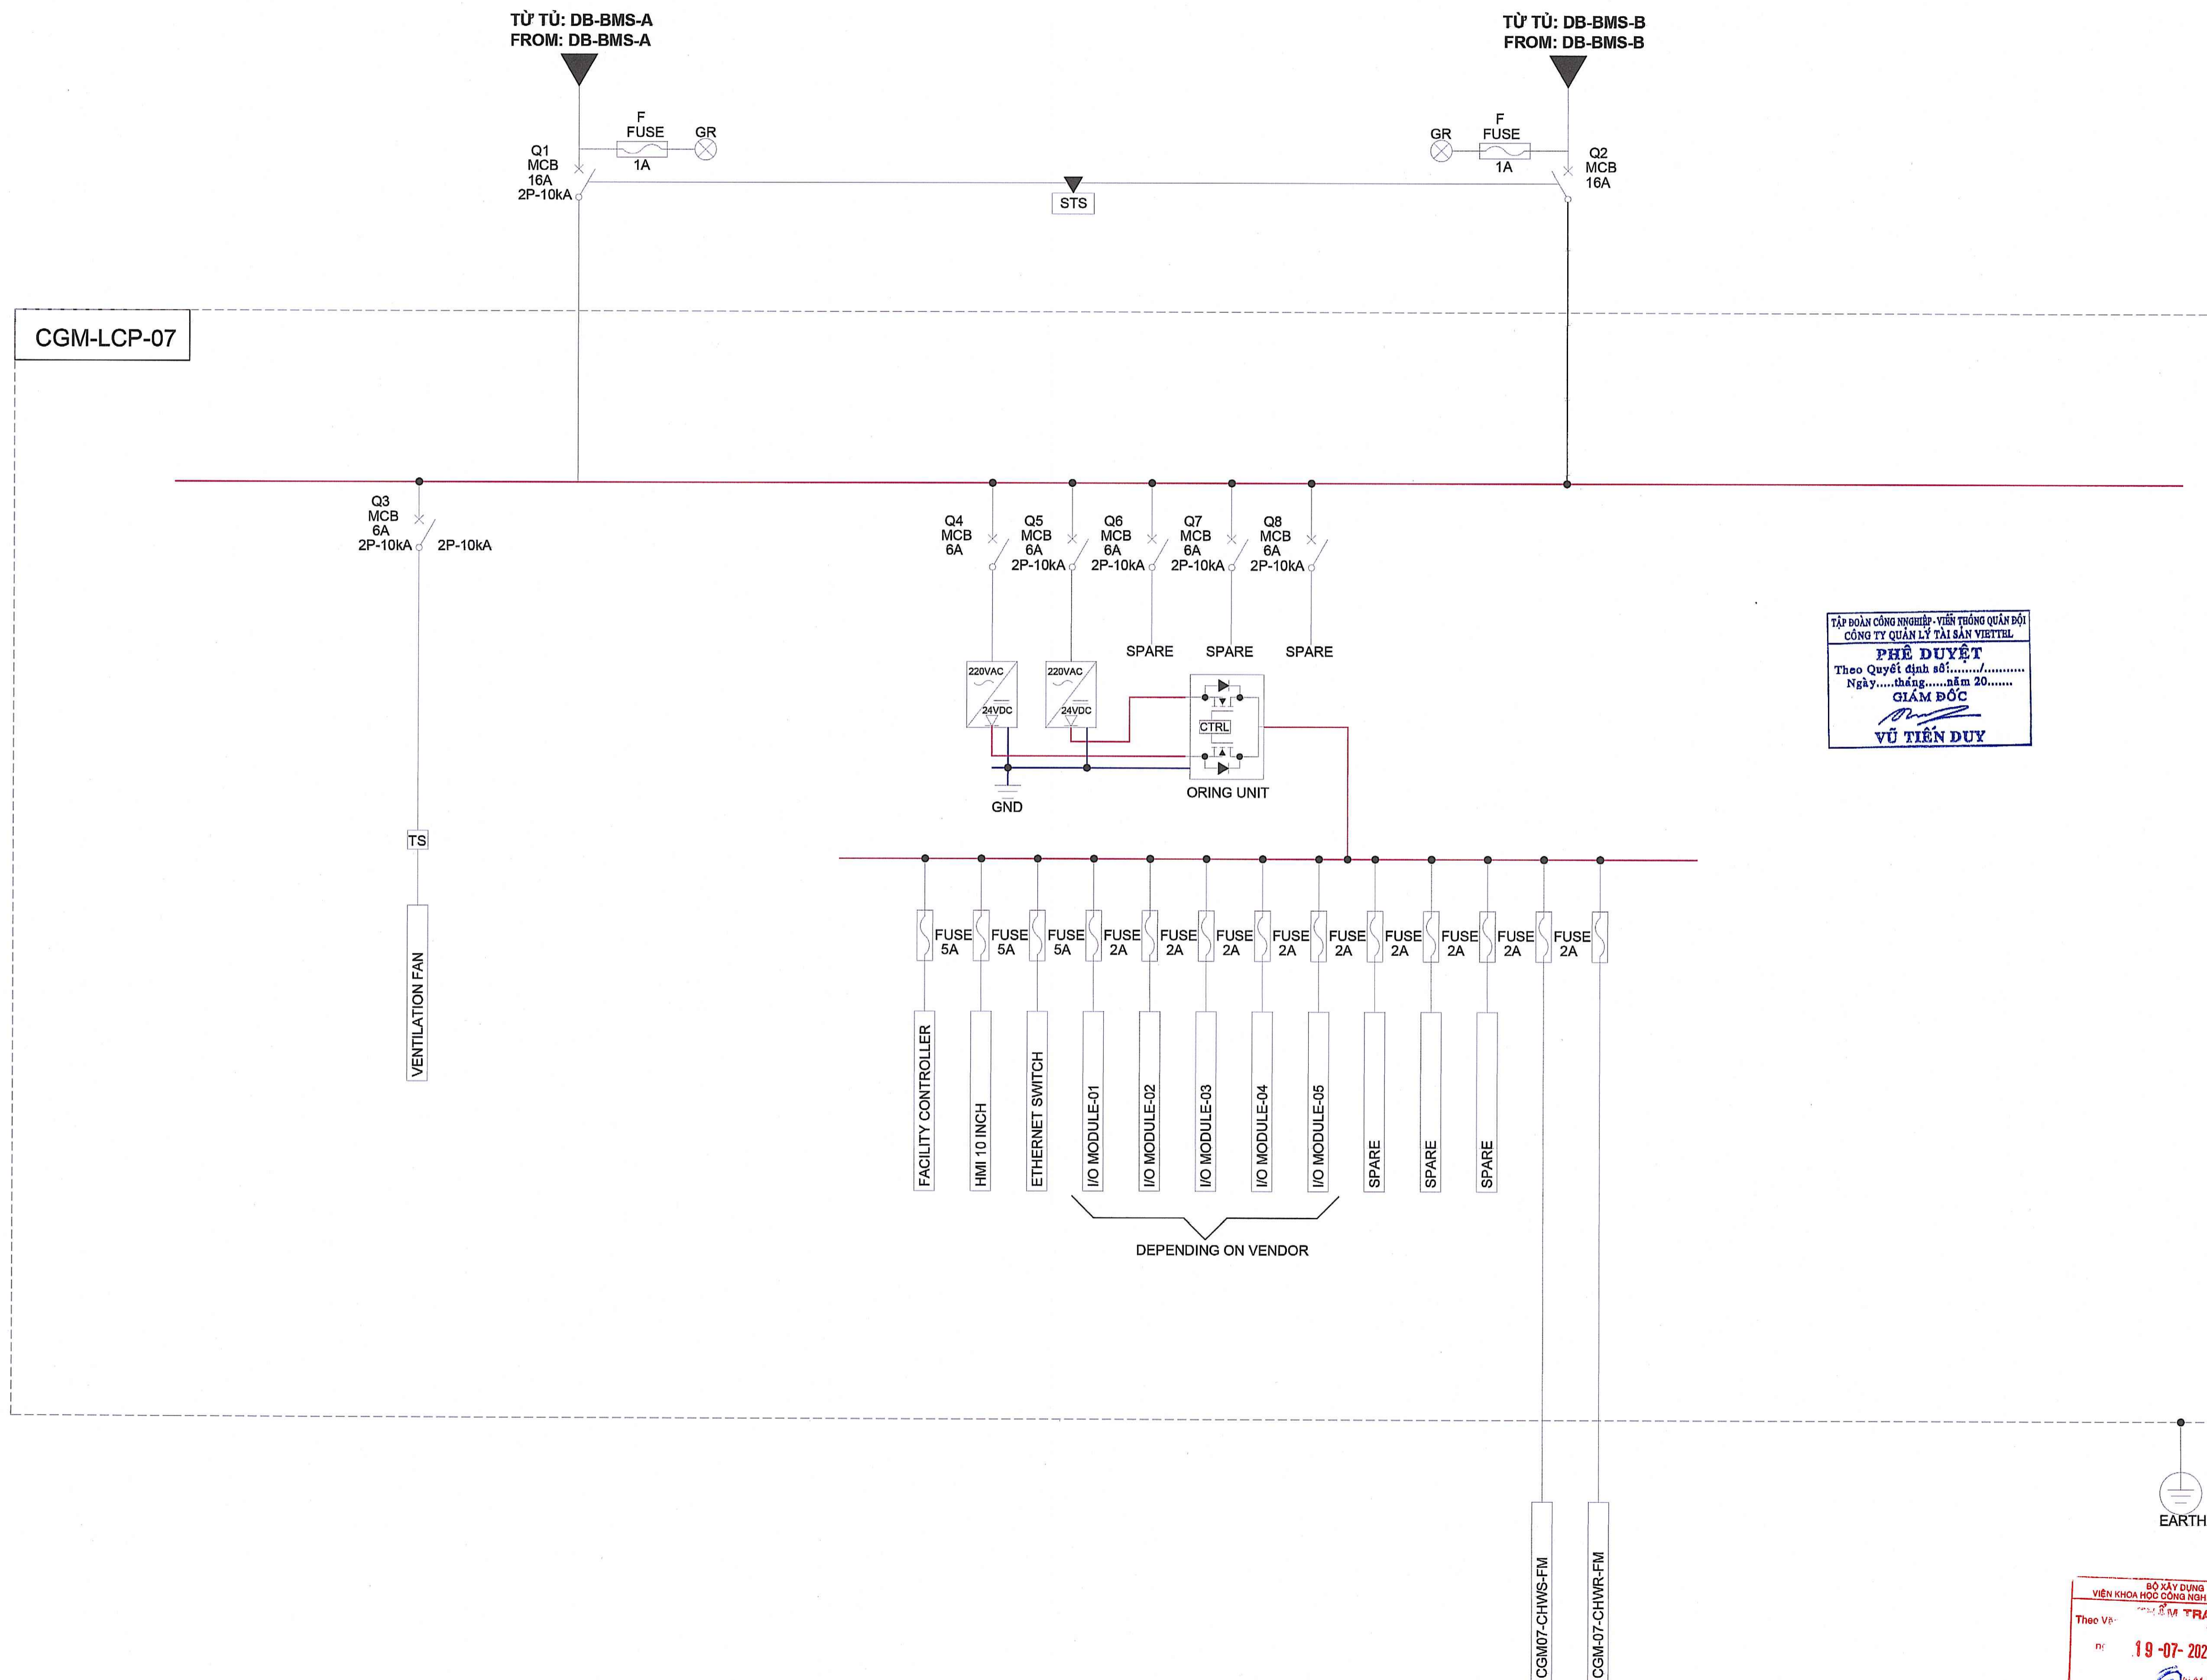 TỪ TỦ: DB-BMS-A
FROM: DB-BMS-A
TỪ TỦ: DB-BMS-B
FROM: DB-BMS-B
F
FUSE
1A
GR
Q1
MCB
16A
2P-10kA
STS
GR
F
FUSE
1A
Q2
MCB
16A
CGM-LCP-07
Q3
MCB
6A
2P-10kA
2P-10kA
Q4
MCB
6A
Q5
MCB
6A
2P-10kA
Q6
MCB
6A
2P-10kA
Q7
MCB
6A
2P-10kA
Q8
MCB
6A
2P-10kA
SPARE
SPARE
SPARE
220VAC
24VDC
220VAC
24VDC
CTRL
ORING UNIT
GND
TẬP ĐOÀN CÔNG NNGHIỆP - VIỄN THÔNG QUÂN ĐỘI
CÔNG TY QUẢN LÝ TÀI SẢN VIETTEL
PHÊ DUYỆT
Theo Quyết định số:......../...........
Ngày.....tháng......năm 20.......
GIÁM ĐỐC
VŨ TIẾN DUY
TS
VENTILATION FAN
FUSE
5A
FUSE
5A
FUSE
5A
FUSE
2A
FUSE
2A
FUSE
2A
FUSE
2A
FUSE
2A
FUSE
2A
FUSE
2A
FUSE
2A
FUSE
2A
FACILITY CONTROLLER
HMI 10 INCH
ETHERNET SWITCH
I/O MODULE-01
I/O MODULE-02
I/O MODULE-03
I/O MODULE-04
I/O MODULE-05
SPARE
SPARE
SPARE
DEPENDING ON VENDOR
CGM07-CHWS-FM
CGM-07-CHWR-FM
EARTH
BỘ XÂY DỰNG
VIỆN KHOA HỌC CÔNG NGH
Theo
19-07-202